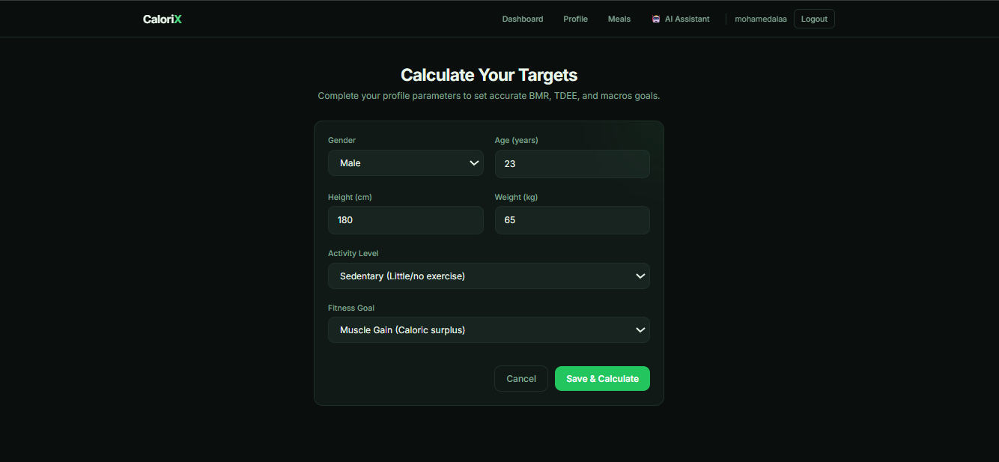 CaloriX Dashboard Profile Meals AI Assistant mohamedalaa Logout
Calculate Your Targets
Complete your profile parameters to set accurate BMR, TDEE, and macros goals.
Gender Age (years)
Male 23
Height (cm) Weight (kg)
180 65
Activity Level
Sedentary (Little/no exercise)
Fitness Goal
Muscle Gain (Caloric surplus)
Cancel Save & Calculate